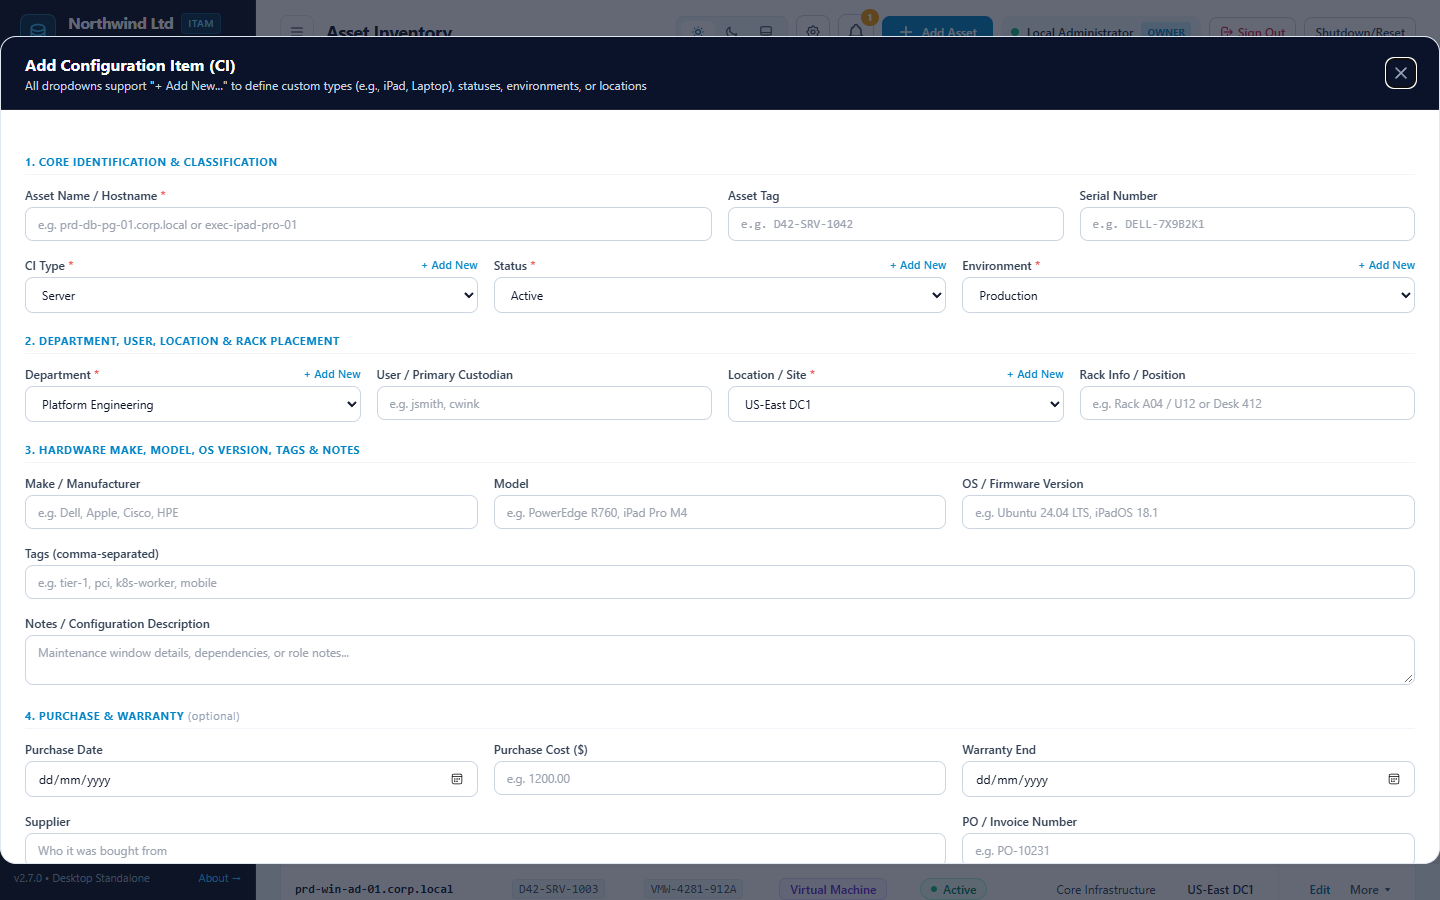 Northwind Ltd ITAM
Asset Inventory
1
Add Asset
Local Administrator
OWNER
Sign Out
Shutdown/Reset
Add Configuration Item (CI)
All dropdowns support "+ Add New..." to define custom types (e.g., iPad, Laptop), statuses, environments, or locations
1. CORE IDENTIFICATION & CLASSIFICATION
Asset Name / Hostname * Asset Tag Serial Number
e.g. prd-db-pg-01.corp.local or exec-ipad-pro-01 e.g. D42-SRV-1042 e.g. DELL-7X9B2K1
CI Type * + Add New Status * + Add New Environment * + Add New
Server Active Production
2. DEPARTMENT, USER, LOCATION & RACK PLACEMENT
Department * + Add New User / Primary Custodian Location / Site * + Add New Rack Info / Position
Platform Engineering e.g. jsmith, cwink US-East DC1 e.g. Rack A04 / U12 or Desk 412
3. HARDWARE MAKE, MODEL, OS VERSION, TAGS & NOTES
Make / Manufacturer Model OS / Firmware Version
e.g. Dell, Apple, Cisco, HPE e.g. PowerEdge R760, iPad Pro M4 e.g. Ubuntu 24.04 LTS, iPadOS 18.1
Tags (comma-separated)
e.g. tier-1, pci, k8s-worker, mobile
Notes / Configuration Description
Maintenance window details, dependencies, or role notes...
4. PURCHASE & WARRANTY (optional)
Purchase Date Purchase Cost ($) Warranty End
dd/mm/yyyy e.g. 1200.00 dd/mm/yyyy
Supplier PO / Invoice Number
Who it was bought from e.g. PO-10231
v2.7.0 • Desktop Standalone About →
prd-win-ad-01.corp.local D42-SRV-1003 VMW-4281-912A Virtual Machine Active Core Infrastructure US-East DC1 Edit More